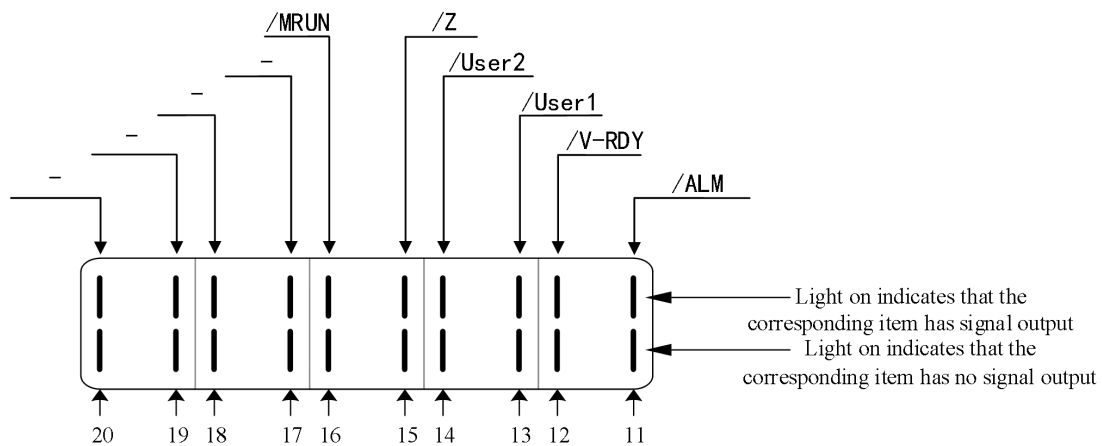 /MRUN
/Z
-
/User2
-
/User1
-
/V-RDY
-
/ALM
Light on indicates that the
corresponding item has signal output
Light on indicates that the
corresponding item has no signal output
20 19 18 17 16 15 14 13 12 11